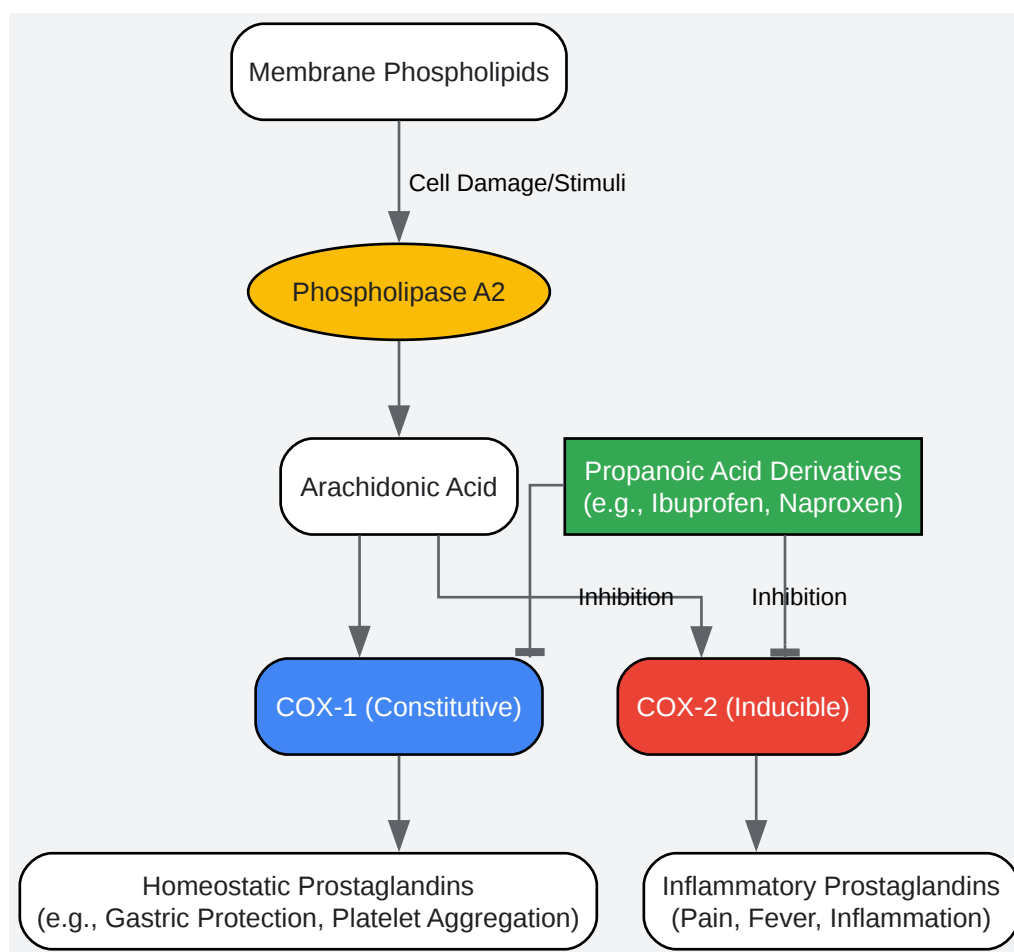 Membrane Phospholipids
Cell Damage/Stimuli
Phospholipase A2
Arachidonic Acid
Propanoic Acid Derivatives
(e.g., Ibuprofen, Naproxen)
Inhibition
Inhibition
COX-1 (Constitutive)
COX-2 (Inducible)
Homeostatic Prostaglandins
(e.g., Gastric Protection, Platelet Aggregation)
Inflammatory Prostaglandins
(Pain, Fever, Inflammation)